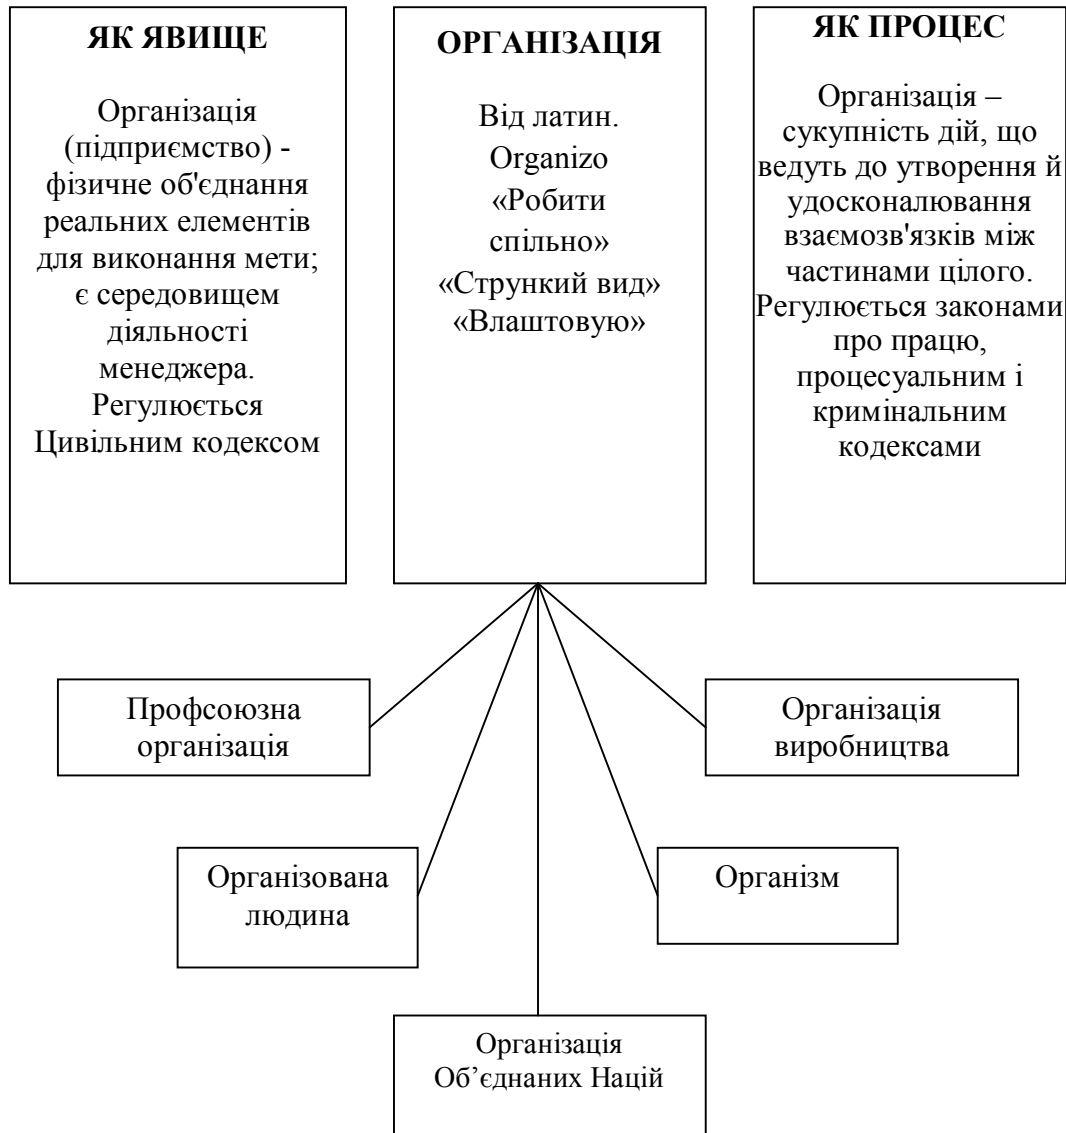 ЯК ЯВИЩЕ
Організація
(підприємство) -
фізичне об'єднання
реальних елементів
для виконання мети;
є середовищем
діяльності
менеджера.
Регулюється
Цивільним кодексом
ОРГАНІЗАЦІЯ
Від латин.
Organizo
«Робити
спільно»
«Стрункий вид»
«Влаштовую»
ЯК ПРОЦЕС
Організація –
сукупність дій, що
ведуть до утворення й
удосконалювання
взаємозв'язків між
частинами цілого.
Регулюється законами
про працю,
процесуальним і
кримінальним
кодексами
Профсоюзна
організація
Організація
виробництва
Організована
людина
Організм
Організація
Об’єднаних Націй